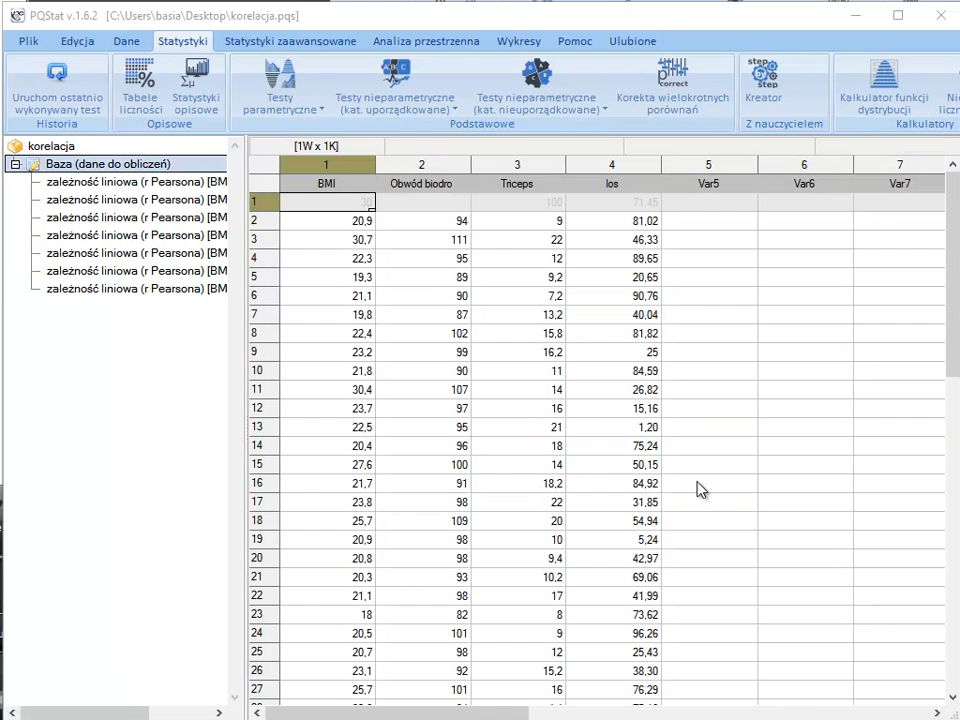 PQStat v.1.6.2 [C:\Users\basia\Desktop\korelacja.pqs]
Plik Edycja Dane Statystyki Statystyki zaawansowane Analiza przestrzenna Wykresy Pomoc Ulubione
Uruchom ostatnio wykonywany test
Tabele liczności
Statystyki opisowe
Testy parametryczne
Testy nieparametryczne (kat. uporządkowane)
Testy nieparametryczne (kat. nieuporządkowane)
Korekta wielokrotnych porównań
Kreator
Kalkulator funkcji dystrybucji
Historia Opisowe Podstawowe Z nauczycielem Kalkulatory
korelacja
Baza (dane do obliczeń)
zależność liniowa (r Pearsona) [BM
zależność liniowa (r Pearsona) [BM
zależność liniowa (r Pearsona) [BM
zależność liniowa (r Pearsona) [BM
zależność liniowa (r Pearsona) [BM
zależność liniowa (r Pearsona) [BM
zależność liniowa (r Pearsona) [BM
[1W x 1K]
1 2 3 4 5 6 7
BMI Obwód biodro Triceps los Var5 Var6 Var7
1 30 100 71,45
2 20,9 94 9 81,02
3 30,7 111 22 46,33
4 22,3 95 12 89,65
5 19,3 89 9,2 20,65
6 21,1 90 7,2 90,76
7 19,8 87 13,2 40,04
8 22,4 102 15,8 81,82
9 23,2 99 16,2 25
10 21,8 90 11 84,59
11 30,4 107 14 26,82
12 23,7 97 16 15,16
13 22,5 95 21 1,20
14 20,4 96 18 75,24
15 27,6 100 14 50,15
16 21,7 91 18,2 84,92
17 23,8 98 22 31,85
18 25,7 109 20 54,94
19 20,9 98 10 5,24
20 20,8 98 9,4 42,97
21 20,3 93 10,2 69,06
22 21,1 98 17 41,99
23 18 82 8 73,62
24 20,5 101 9 96,26
25 20,7 98 12 25,43
26 23,1 92 15,2 38,30
27 25,7 101 16 76,29